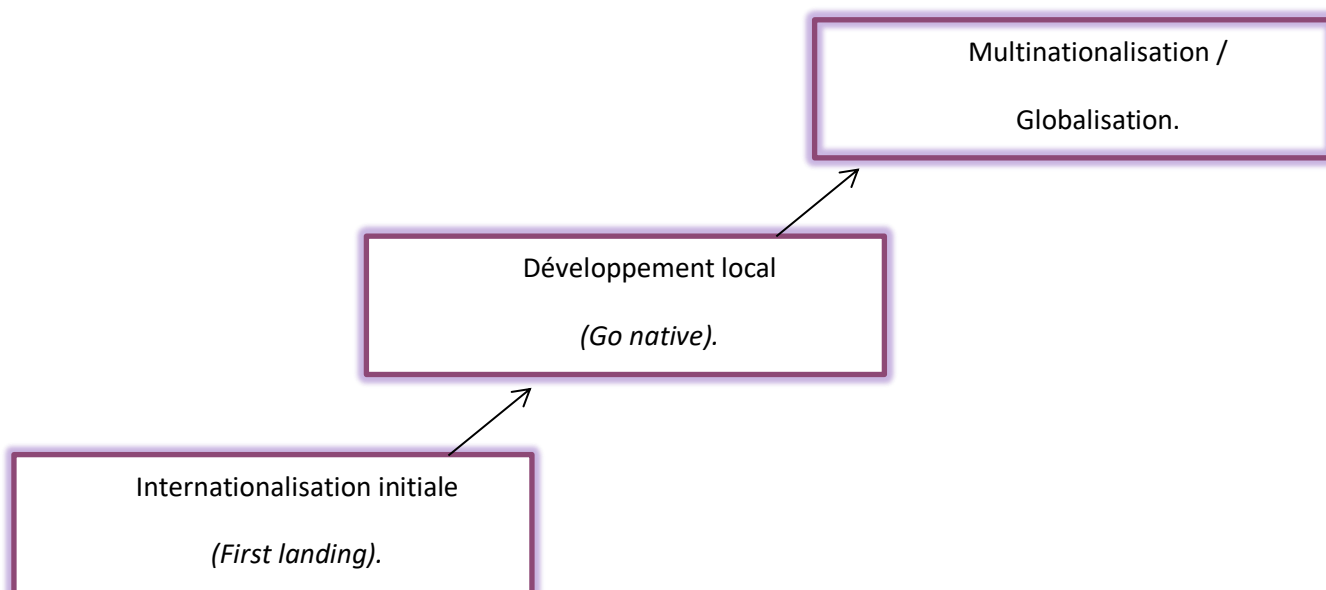 Multinationalisation /
Globalisation.
Développement local
(Go native).
Internationalisation initiale
(First landing).